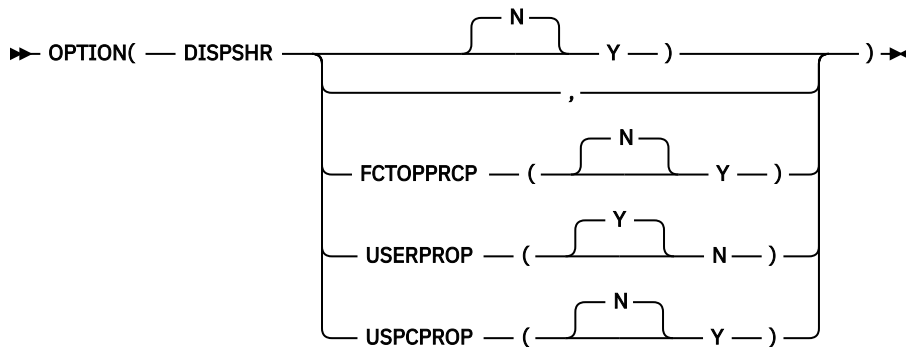 N
OPTION( DISPSHR Y ) )
,
N
FCTOPPRCP ( Y )
Y
USERPROP ( N )
N
USPCPROP ( Y )